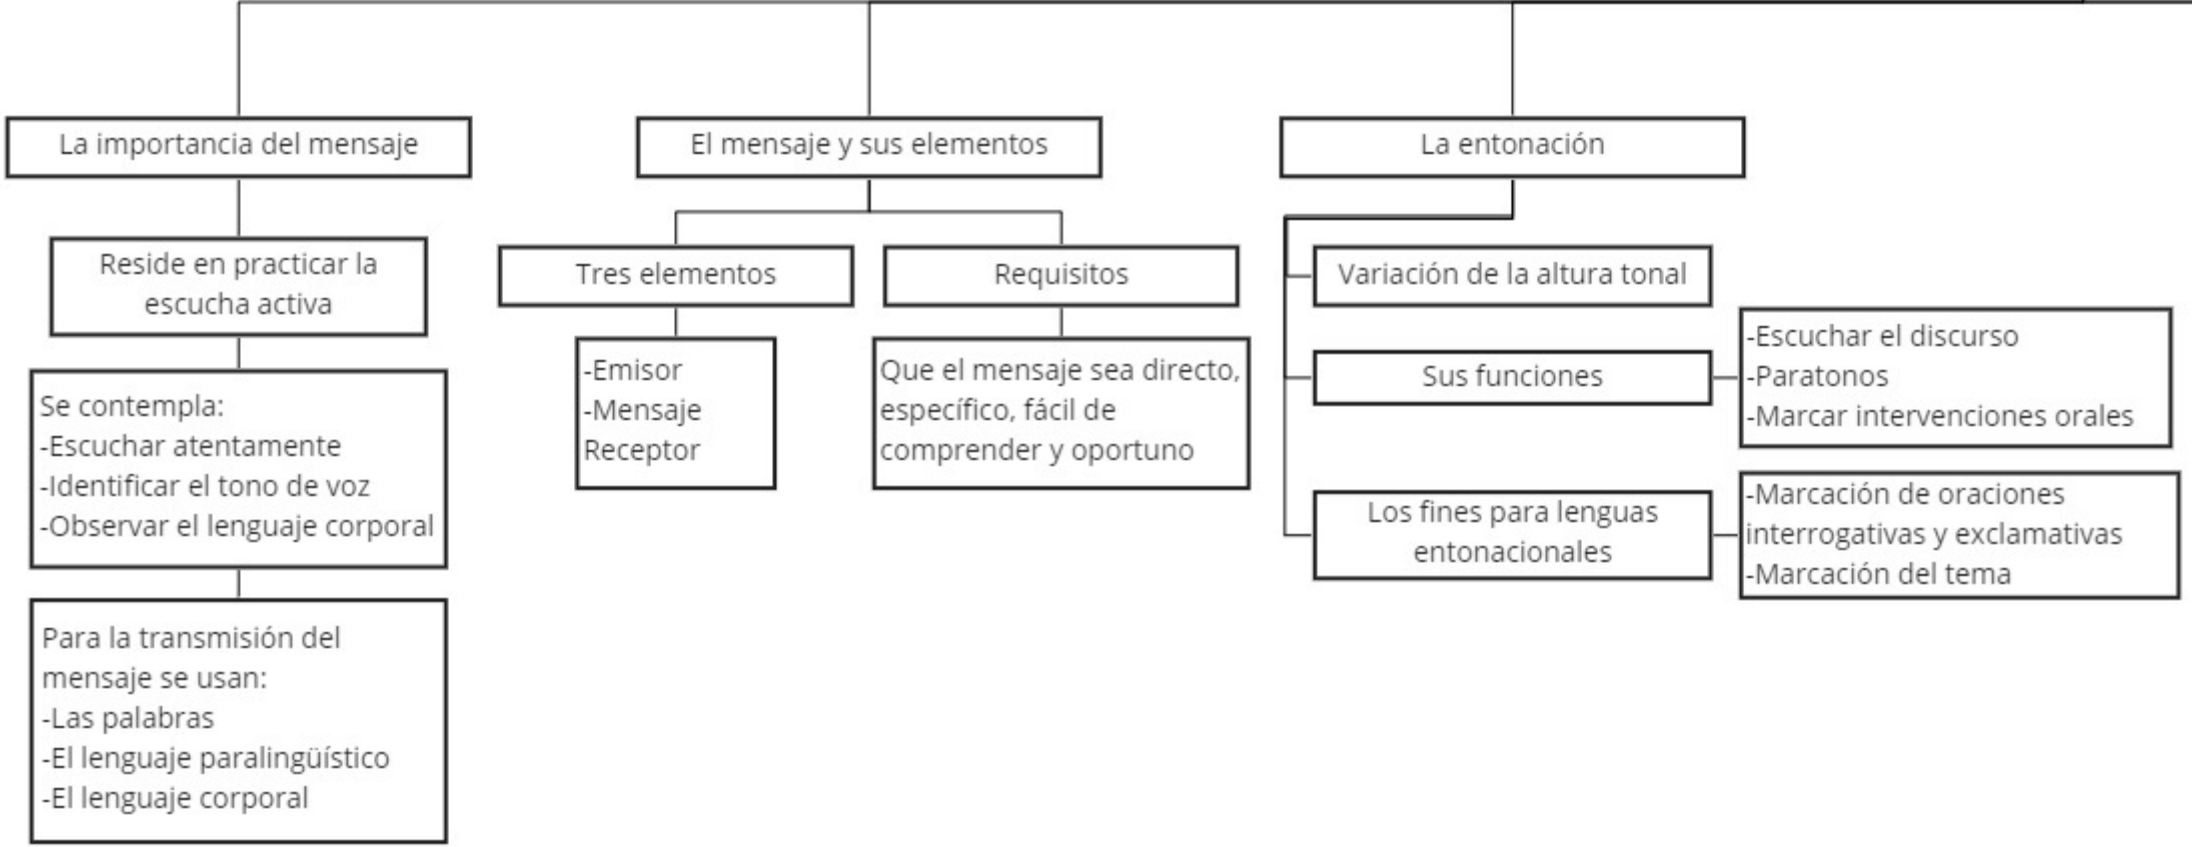 La importancia del mensaje
Reside en practicar la
escucha activa
Se contempla:
-Escuchar atentamente
-Identificar el tono de voz
-Observar el lenguaje corporal
Para la transmisión del
mensaje se usan:
-Las palabras
-El lenguaje paralingüístico
-El lenguaje corporal
El mensaje y sus elementos
Tres elementos
-Emisor
-Mensaje
Receptor
Requisitos
Que el mensaje sea directo,
específico, fácil de
comprender y oportuno
La entonación
Variación de la altura tonal
Sus funciones
-Escuchar el discurso
-Paratonos
-Marcar intervenciones orales
Los fines para lenguas
entonacionales
-Marcación de oraciones
interrogativas y exclamativas
-Marcación del tema